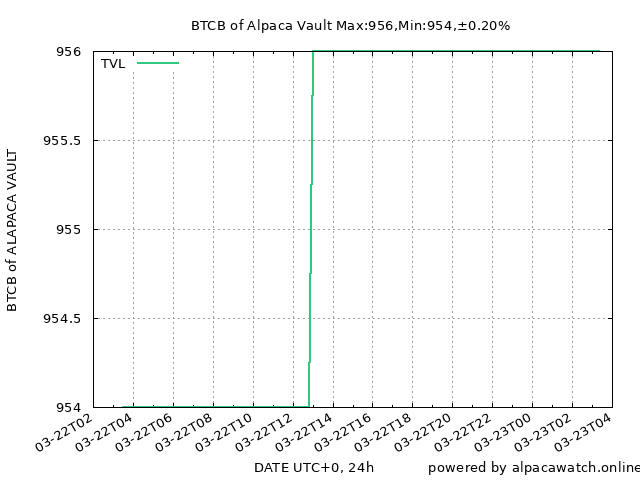 BTCB of Alpaca Vault Max:956,Min:954,±0.20%
TVL
956
955.5
955
954.5
954
BTCB of ALAPACA VAULT
03-22T02
03-22T04
03-22T06
03-22T08
03-22T10
03-22T12
03-22T14
03-22T16
03-22T18
03-22T20
03-22T22
03-23T00
03-23T02
03-23T04
DATE UTC+0, 24h
powered by alpacawatch.online